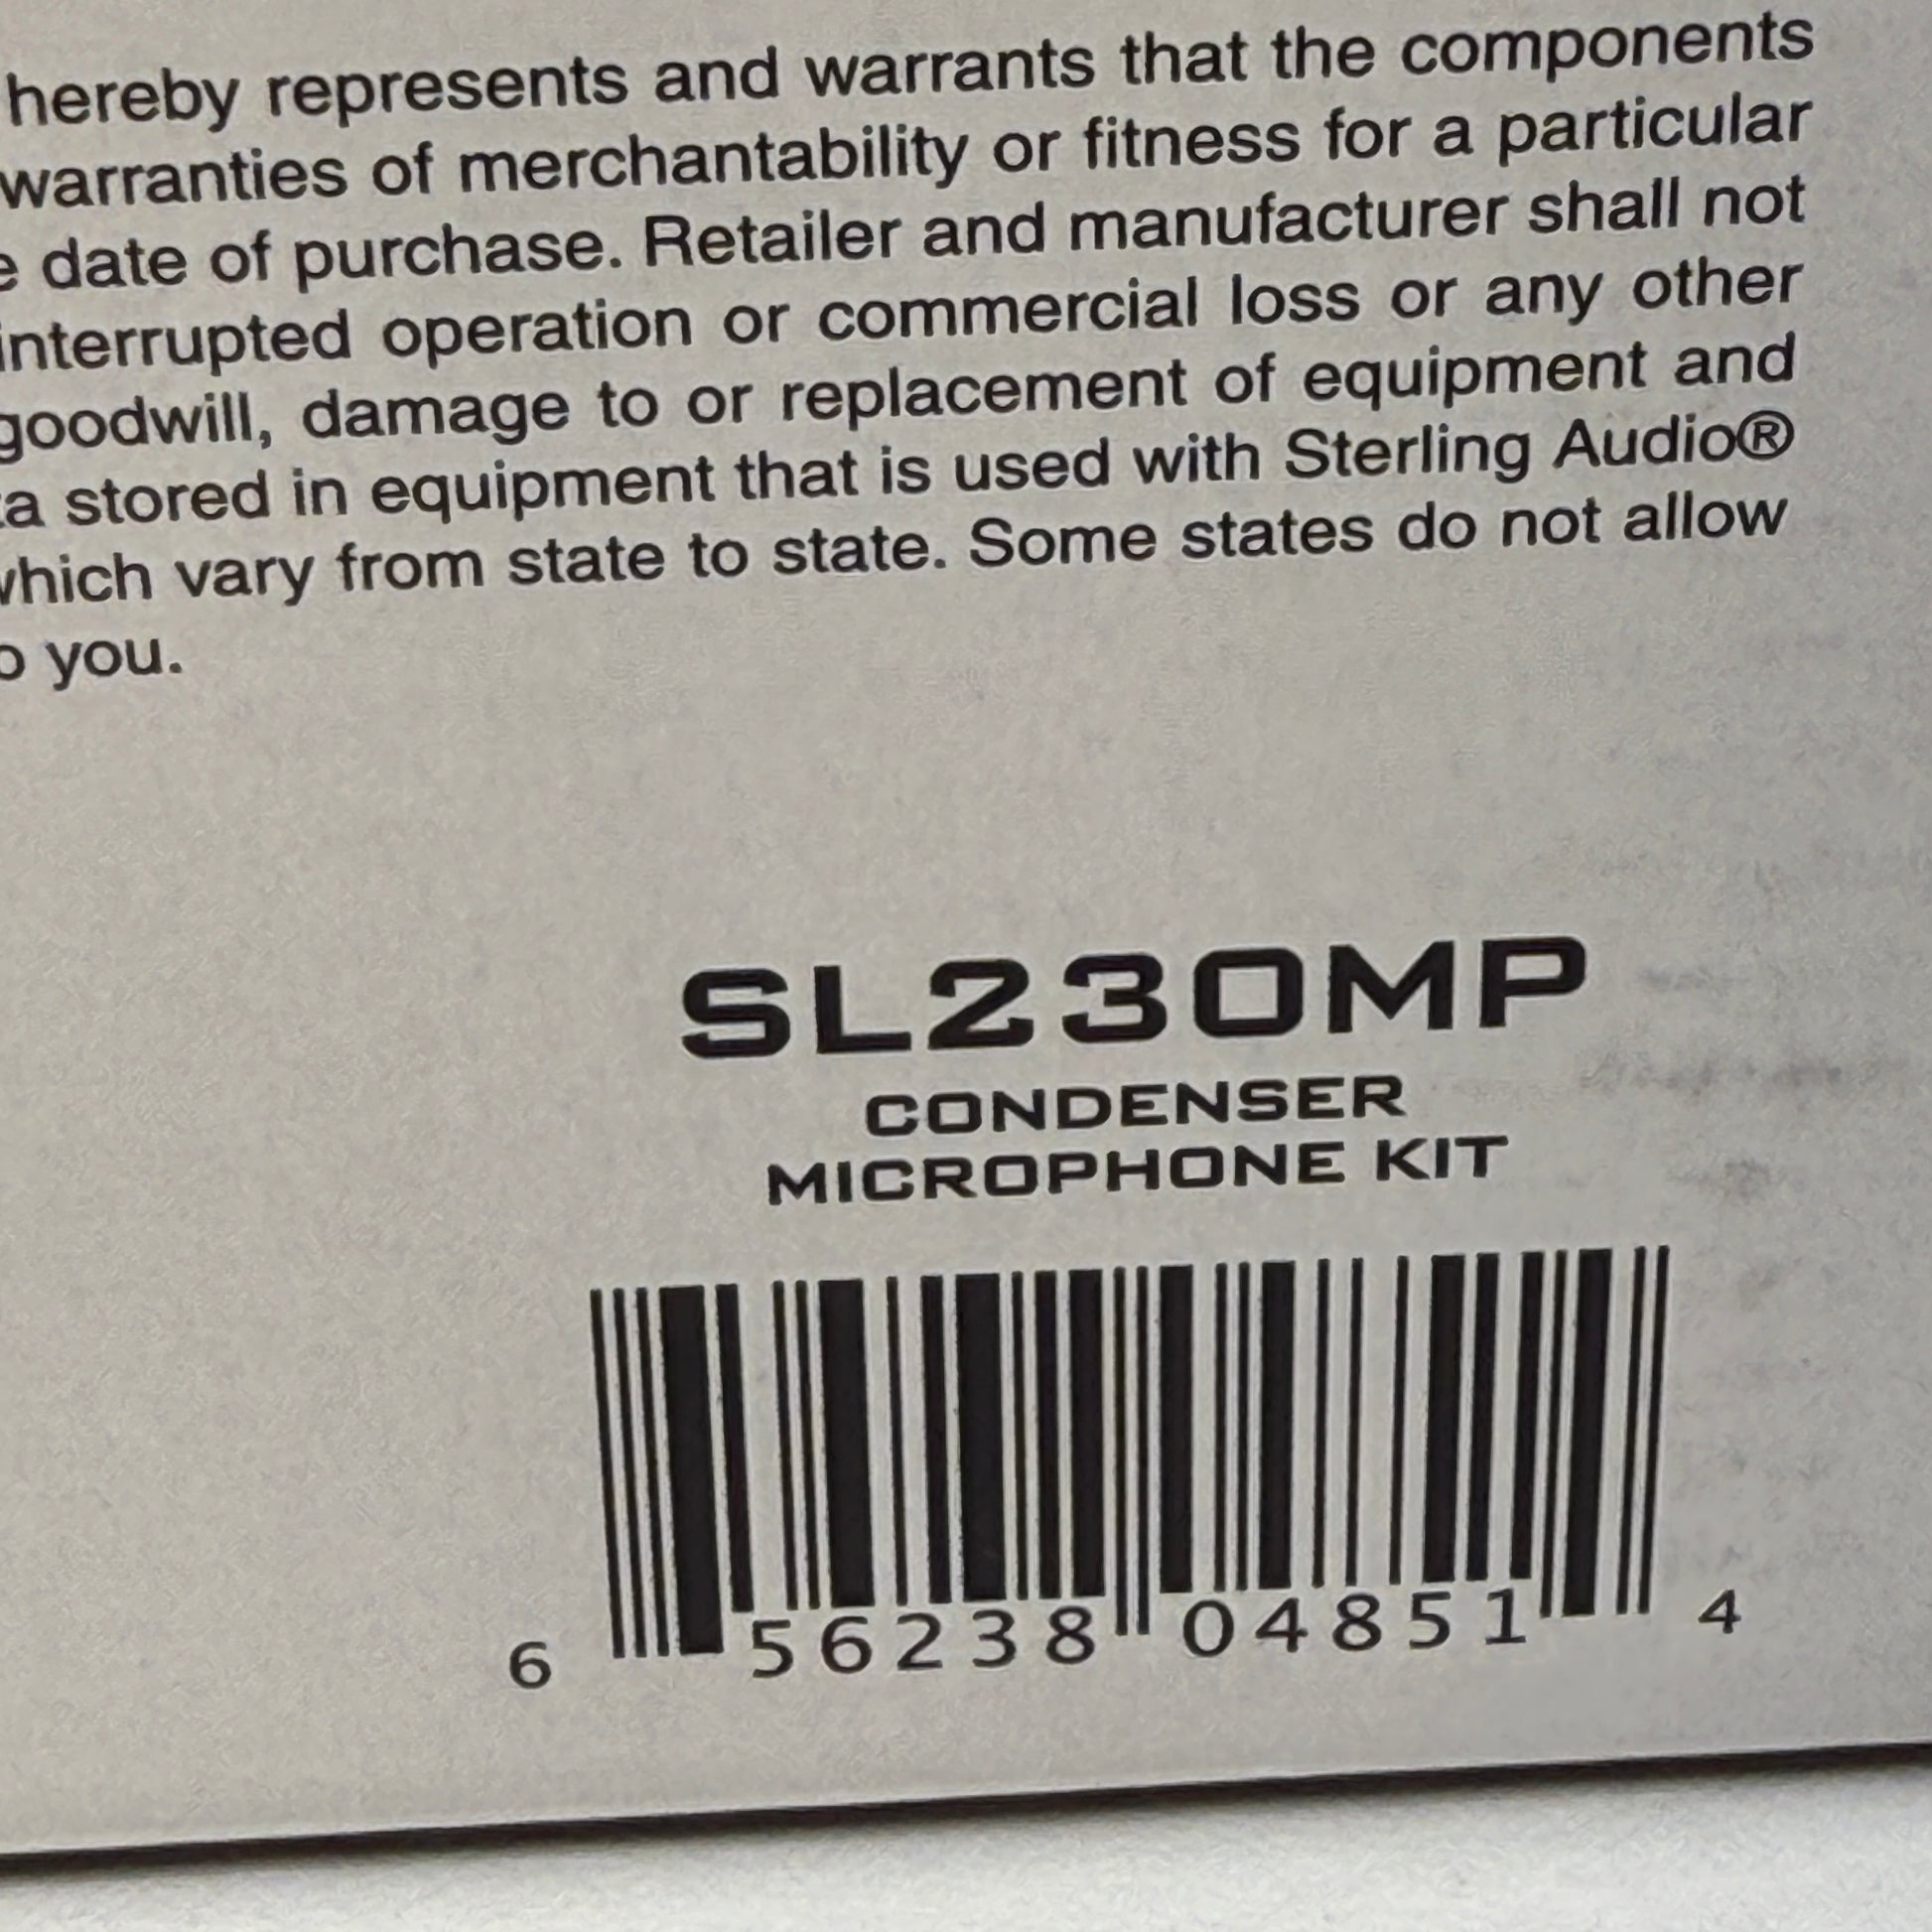 hereby represents and warrants that the components
warranties of merchantability or fitness for a particular
date of purchase. Retailer and manufacturer shall not
interrupted operation or commercial loss or any other
goodwill, damage to or replacement of equipment and
stored in equipment that is used with Sterling Audio®
which vary from state to state. Some states do not allow
you.
SL230MP
CONDENSER
MICROPHONE KIT
6 56238 04851 4